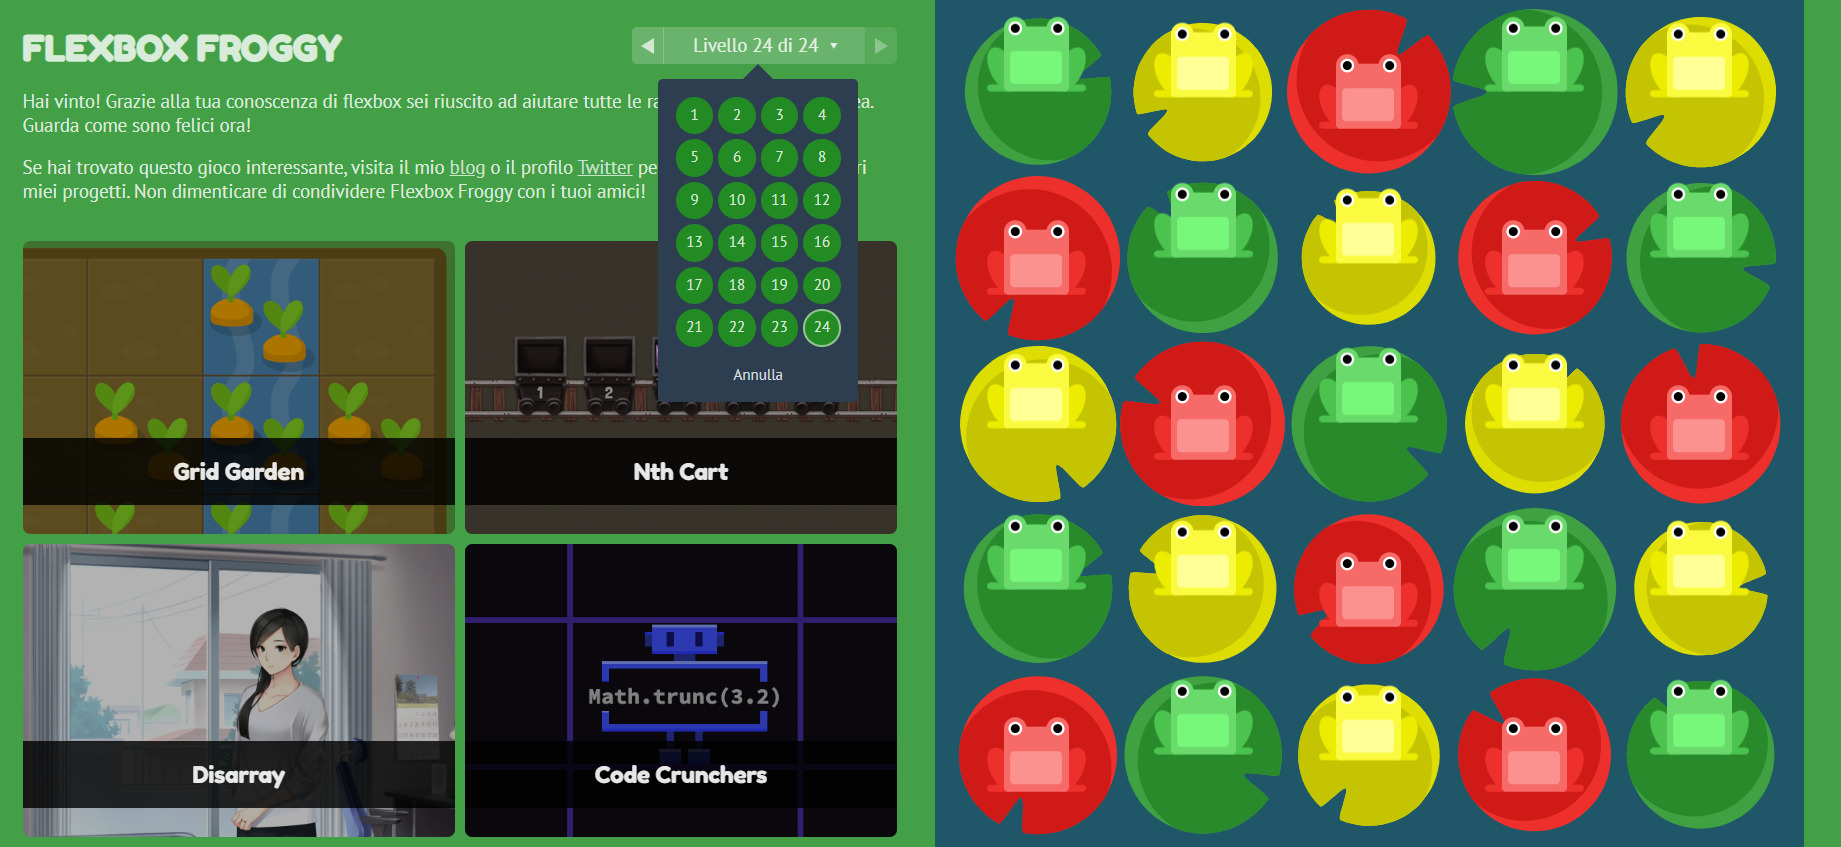 FLEXBOX FROGGY
Livello 24 di 24 ▼
Hai vinto! Grazie alla tua conoscenza di flexbox sei riuscito ad aiutare tutte le ra
ea.
Guarda come sono felici ora!
Se hai trovato questo gioco interessante, visita il mio blog o il profilo Twitter pe
ri
miei progetti. Non dimenticare di condividere Flexbox Froggy con i tuoi amici!
1 2 3 4
5 6 7 8
9 10 11 12
13 14 15 16
17 18 19 20
21 22 23 24
Annulla
1 2
Grid Garden
Nth Cart
Math.trunc(3.2)
Disarray
Code Crunchers